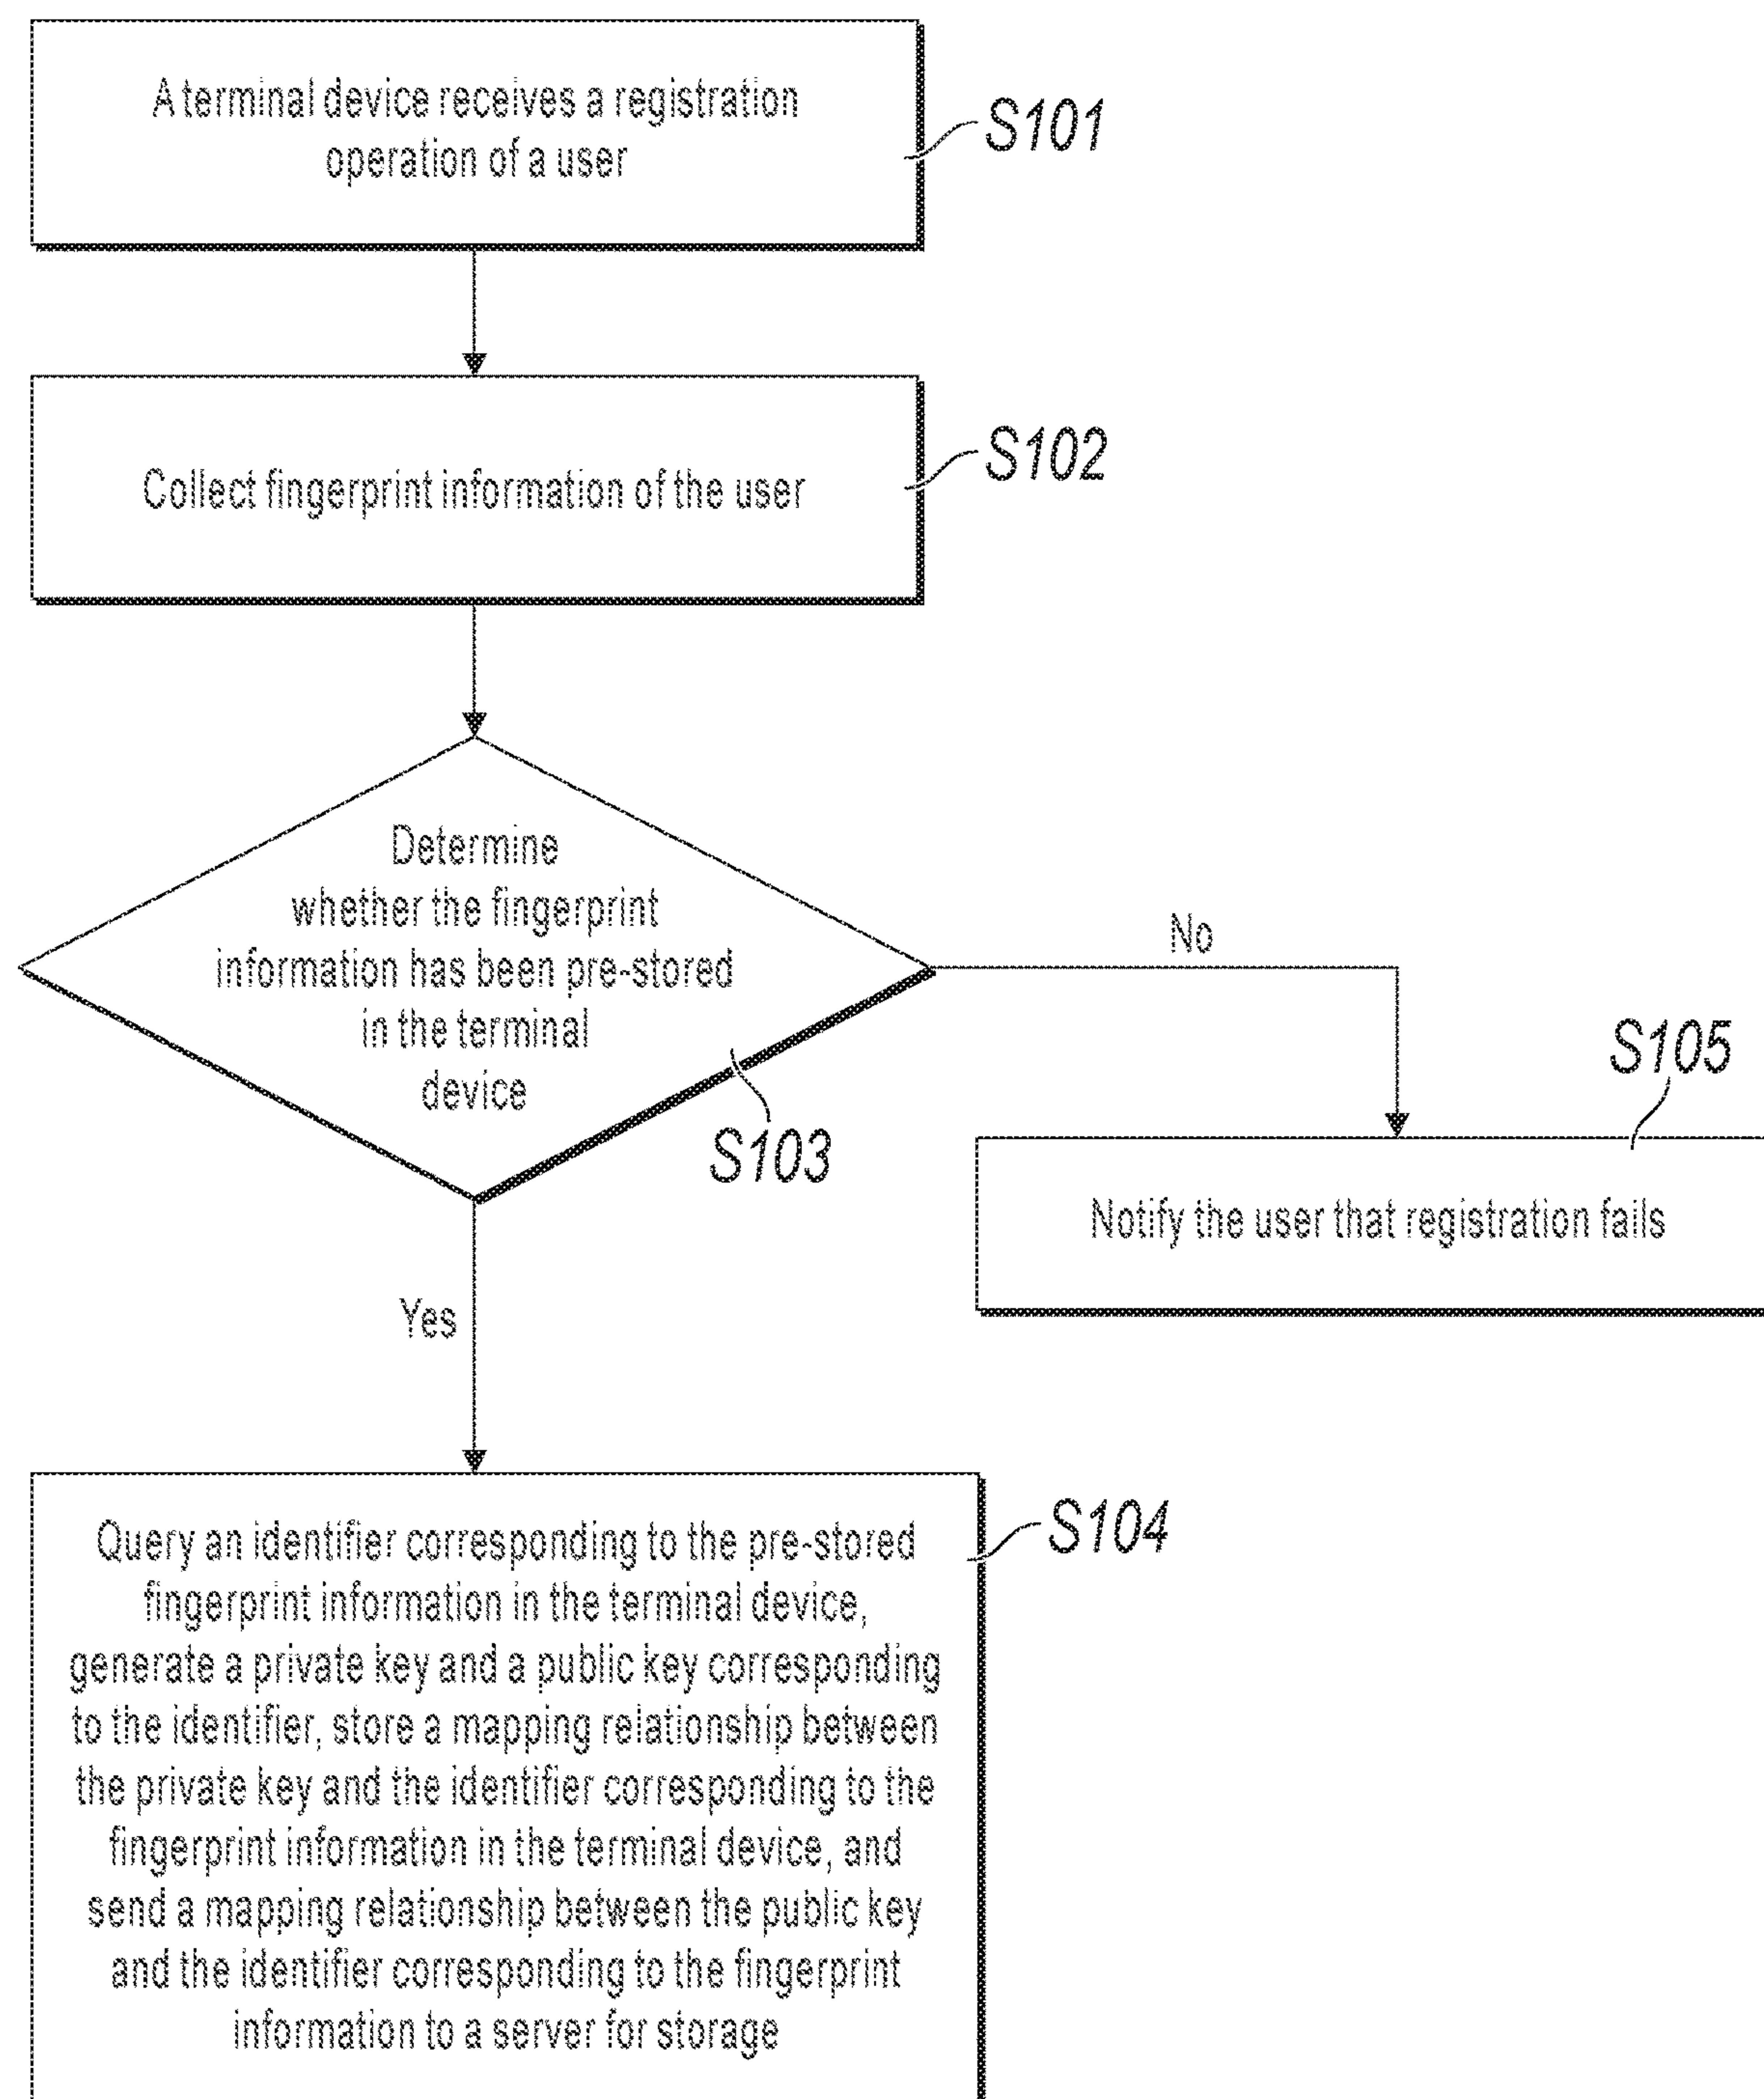 A terminal device receives a registration
operation of a user
S101
Collect fingerprint information of the user
S102
Determine
whether the fingerprint
information has been pre-stored
in the terminal
device
S103
No
S105
Notify the user that registration fails
Yes
Query an identifier corresponding to the pre-stored
fingerprint information in the terminal device,
generate a private key and a public key corresponding
to the identifier, store a mapping relationship between
the private key and the identifier corresponding to the
fingerprint information in the terminal device, and
send a mapping relationship between the public key
and the identifier corresponding to the fingerprint
information to a server for storage
S104